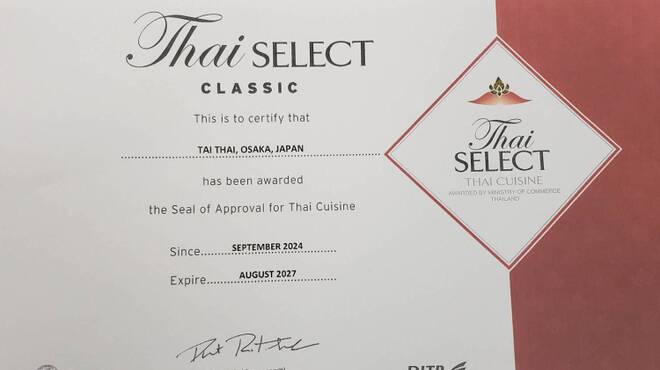 Thai SELECT
CLASSIC
This is to certify that
TAI THAI, OSAKA, JAPAN
has been awarded
the Seal of Approval for Thai Cuisine
Since SEPTEMBER 2024
Expire AUGUST 2027
Thai
SELECT
THAI CUISINE
AWARDED BY MINISTRY OF COMMERCE
THAILAND
DITP